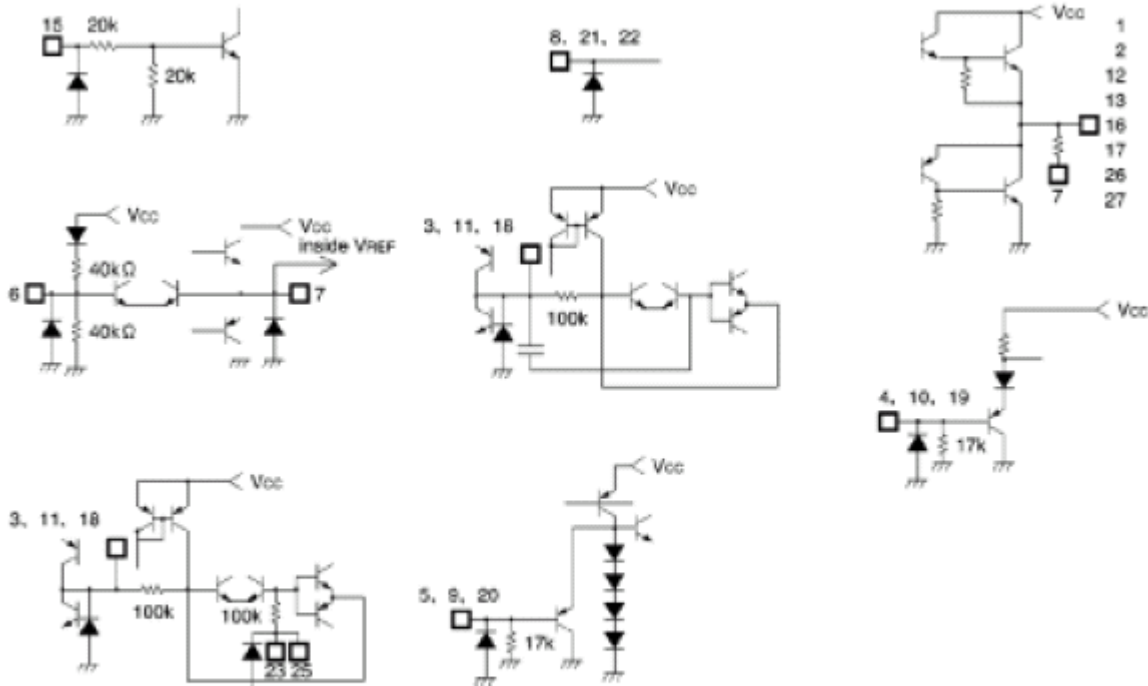 15
20k
20k
8, 21, 22
VCC
1
2
12
13
16
17
26
27
7
VCC
40kΩ
6
40kΩ
VCC
inside VREF
7
VCC
3, 11, 18
100k
VCC
4, 10, 19
17k
VCC
3, 11, 18
100k
100k
23
25
VCC
5, 9, 20
17k